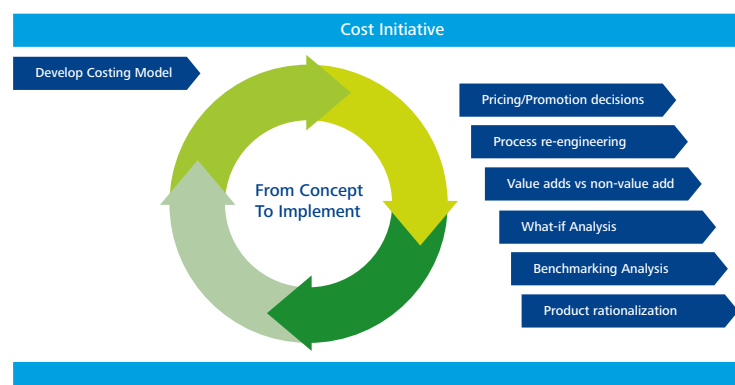 Cost Initiative
Develop Costing Model
Pricing/Promotion decisions
Process re-engineering
Value adds vs non-value add
From Concept
To Implement
What-if Analysis
Benchmarking Analysis
Product rationalization